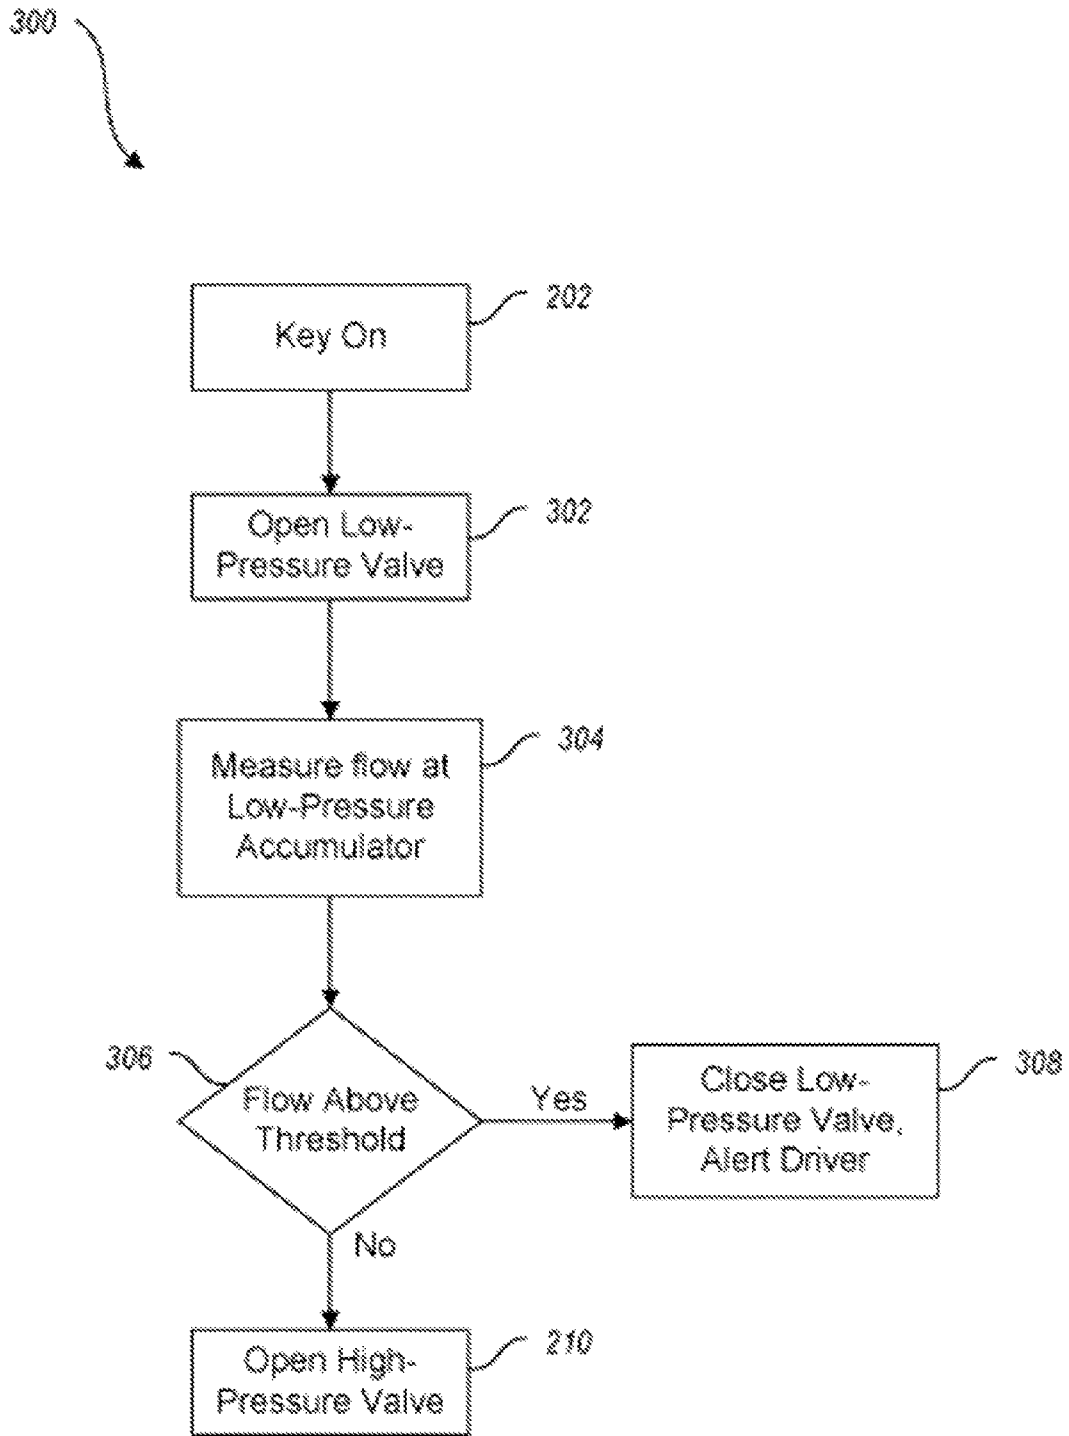 300
Key On
202
Open Low-
Pressure Valve
302
Measure flow at
Low-Pressure
Accumulator
304
306
Flow Above
Threshold
Yes
Close Low-
Pressure Valve,
Alert Driver
308
No
Open High-
Pressure Valve
210